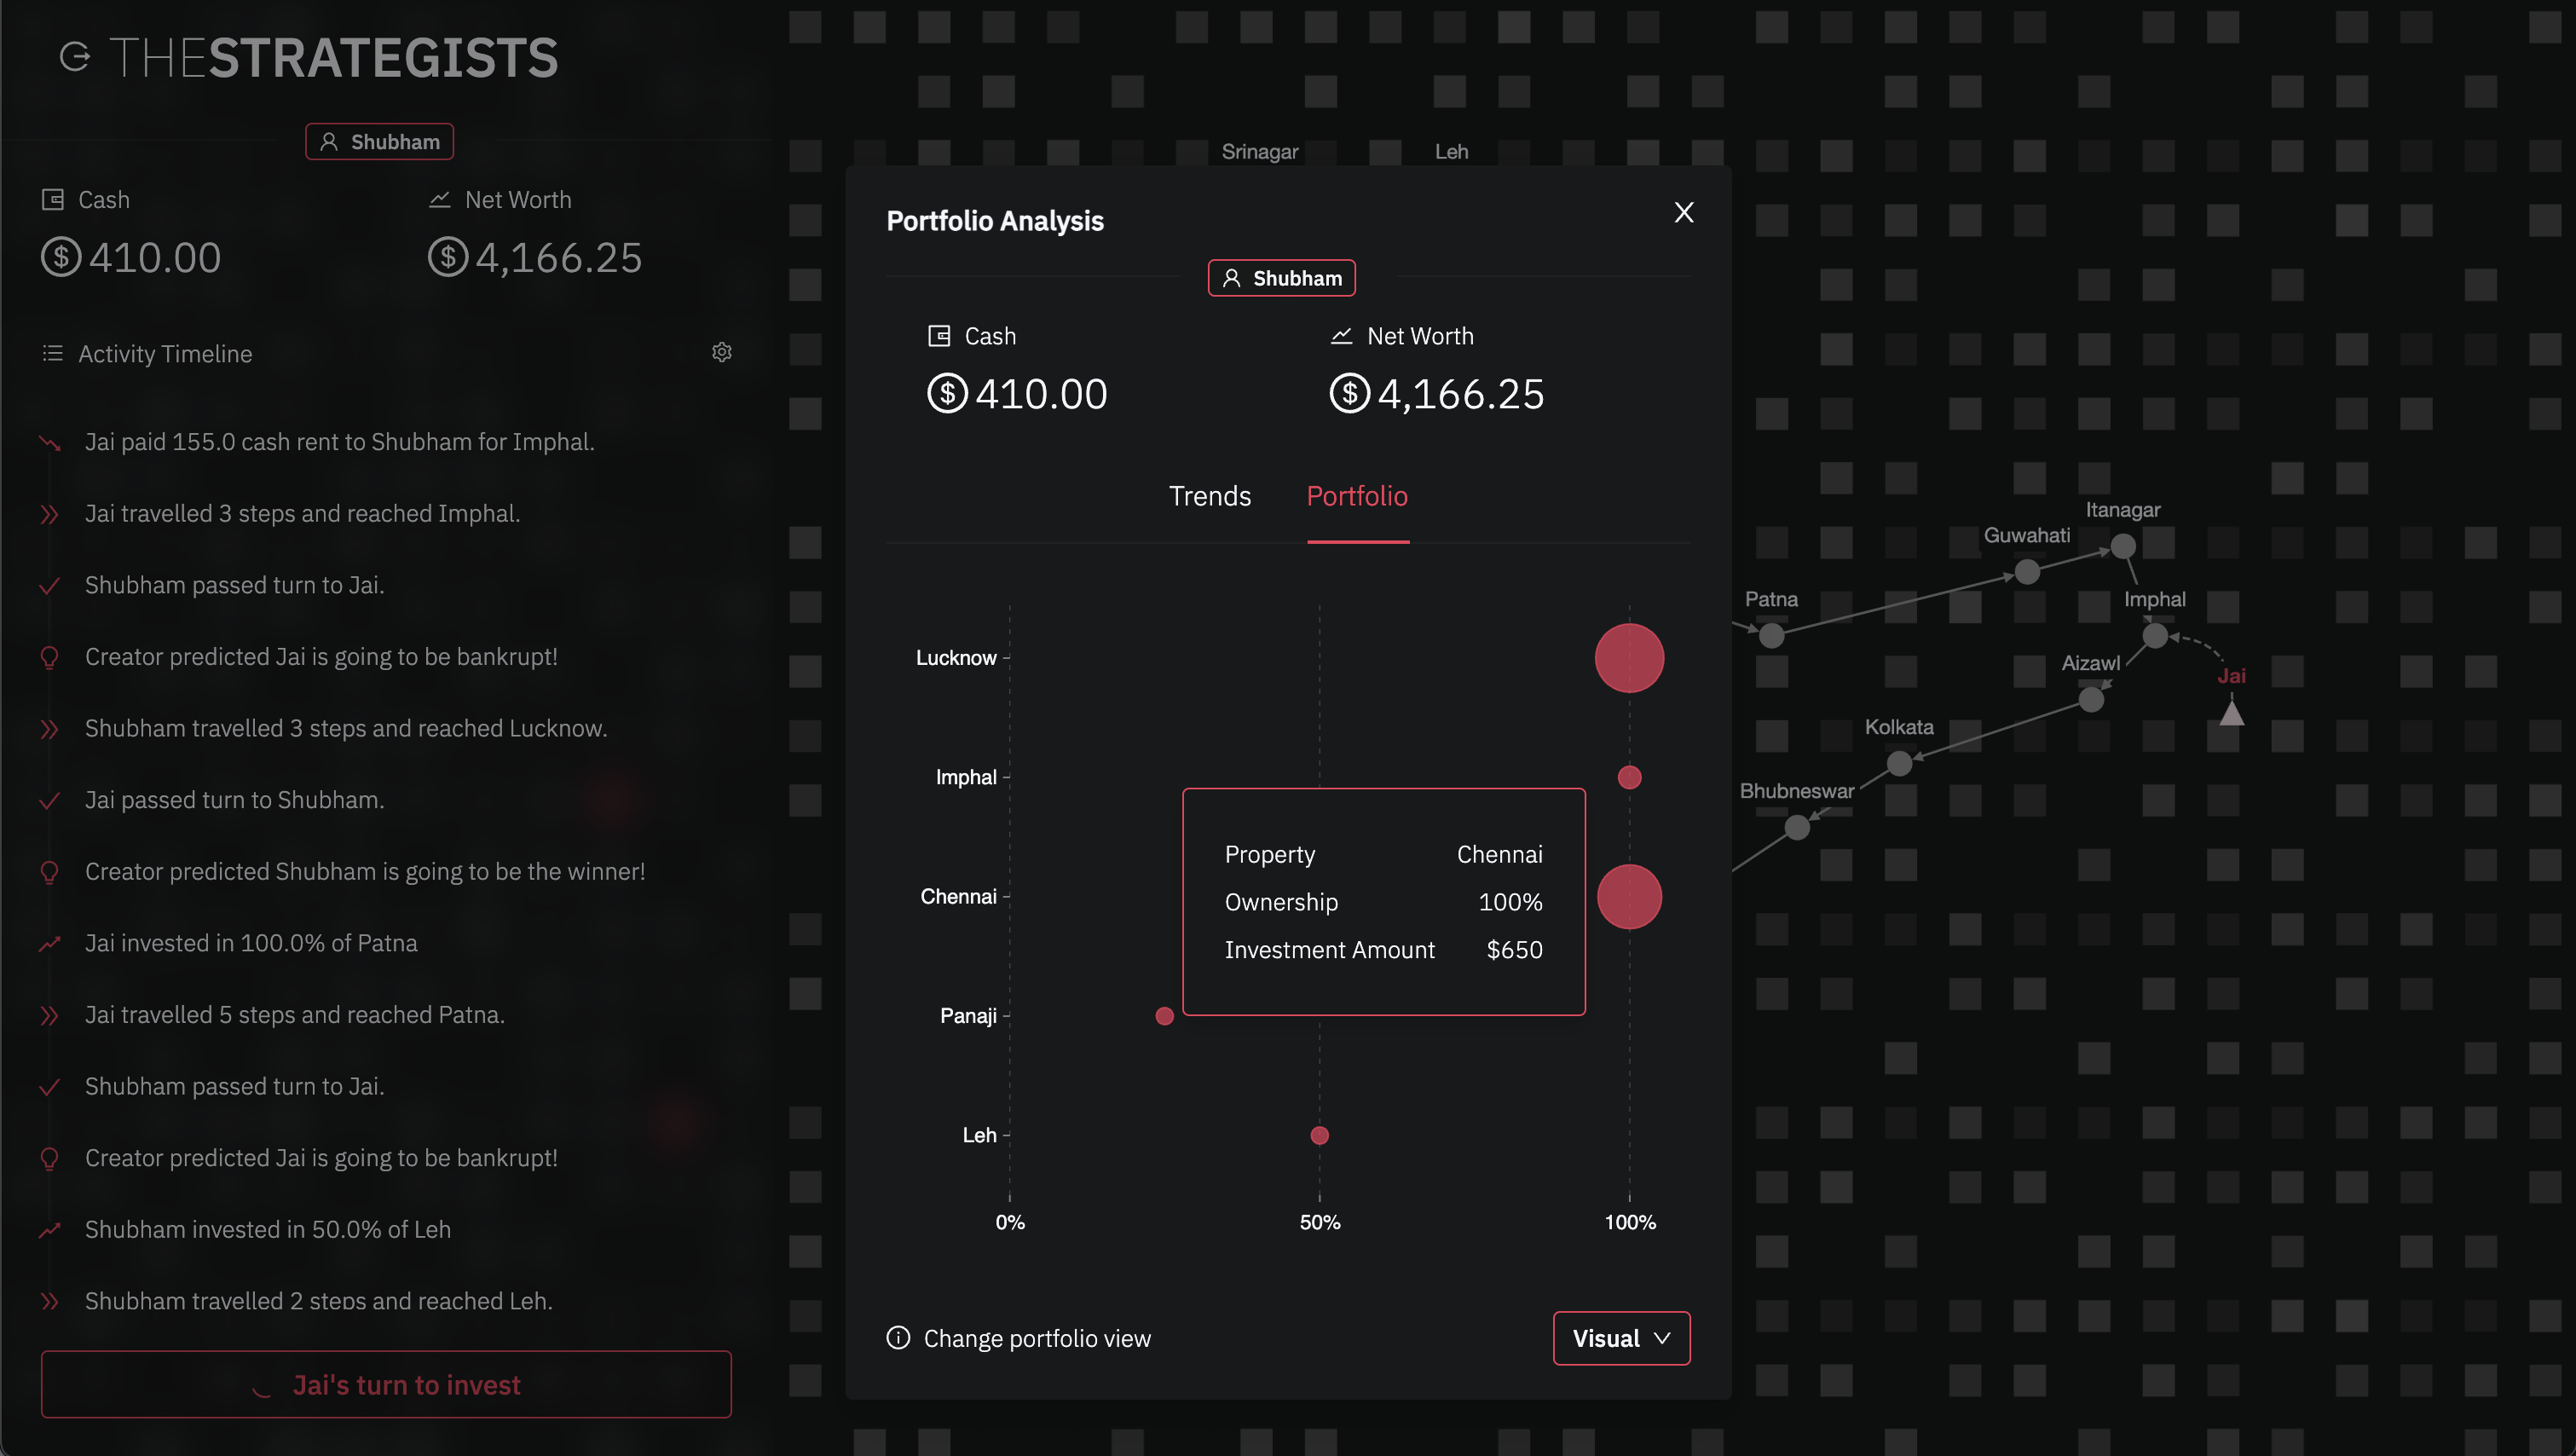 THESTRATEGISTS
Shubham
Cash
Net Worth
$410.00
$4,166.25
Activity Timeline
Jai paid 155.0 cash rent to Shubham for Imphal.
Jai travelled 3 steps and reached Imphal.
Shubham passed turn to Jai.
Creator predicted Jai is going to be bankrupt!
Shubham travelled 3 steps and reached Lucknow.
Jai passed turn to Shubham.
Creator predicted Shubham is going to be the winner!
Jai invested in 100.0% of Patna
Jai travelled 5 steps and reached Patna.
Shubham passed turn to Jai.
Creator predicted Jai is going to be bankrupt!
Shubham invested in 50.0% of Leh
Shubham travelled 2 steps and reached Leh.
Jai's turn to invest
Srinagar
Leh
Portfolio Analysis
X
Shubham
Cash
Net Worth
$410.00
$4,166.25
Trends
Portfolio
Lucknow
Imphal
Chennai
Panaji
Leh
0%
50%
100%
Property Chennai
Ownership 100%
Investment Amount $650
Change portfolio view
Visual
Itanagar
Guwahati
Patna
Imphal
Aizawl
Jai
Kolkata
Bhubneswar